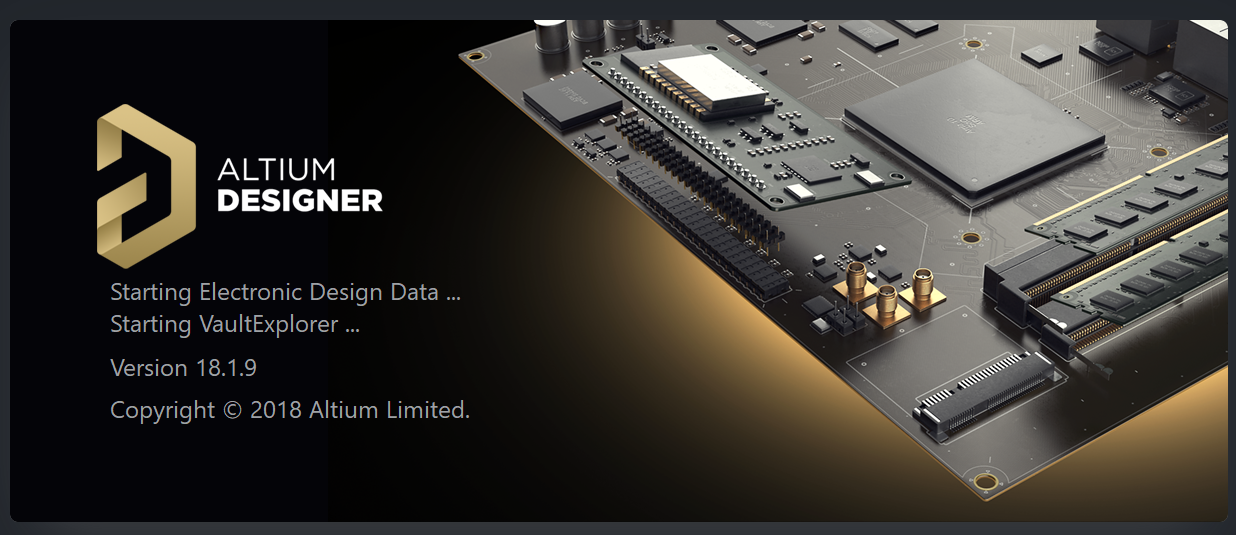 ALTIUM
DESIGNER
Starting Electronic Design Data ...
Starting VaultExplorer ...
Version 18.1.9
Copyright © 2018 Altium Limited.